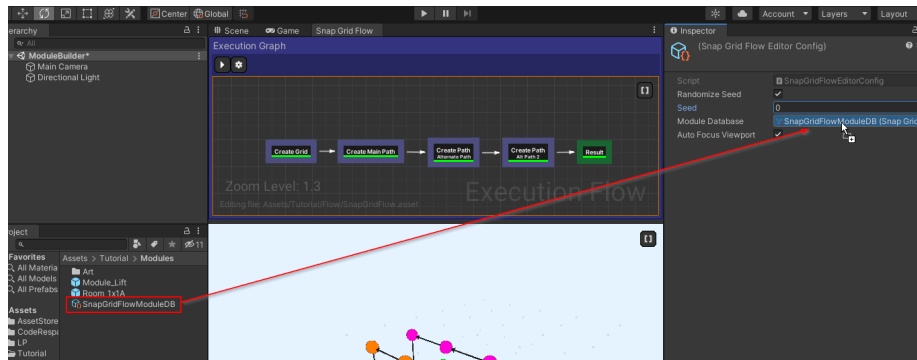 Center Global
Account Layers Layout
erarchy
All
ModuleBuilder*
Main Camera
Directional Light
Scene Game Snap Grid Flow
Execution Graph
Create Grid
Create Main Path
Create Path
Alternate Path
Create Path
Alt Path 2
Result
Zoom Level: 1.3
Editing file: Assets/Tutorial/Flow/SnapGridFlow.asset
Execution Flow
Inspector
(Snap Grid Flow Editor Config)
Script SnapGridFlowEditorConfig
Randomize Seed
Seed 0
Module Database SnapGridFlowModuleDB (Snap Grid
Auto Focus Viewport
roject
11
Favorites
All Materia
All Models
All Prefabs
Assets
AssetStore
CodeRespa
LP
Tutorial
Assets > Tutorial > Modules
Art
Module_Lift
Room 1x1A
SnapGridFlowModuleDB